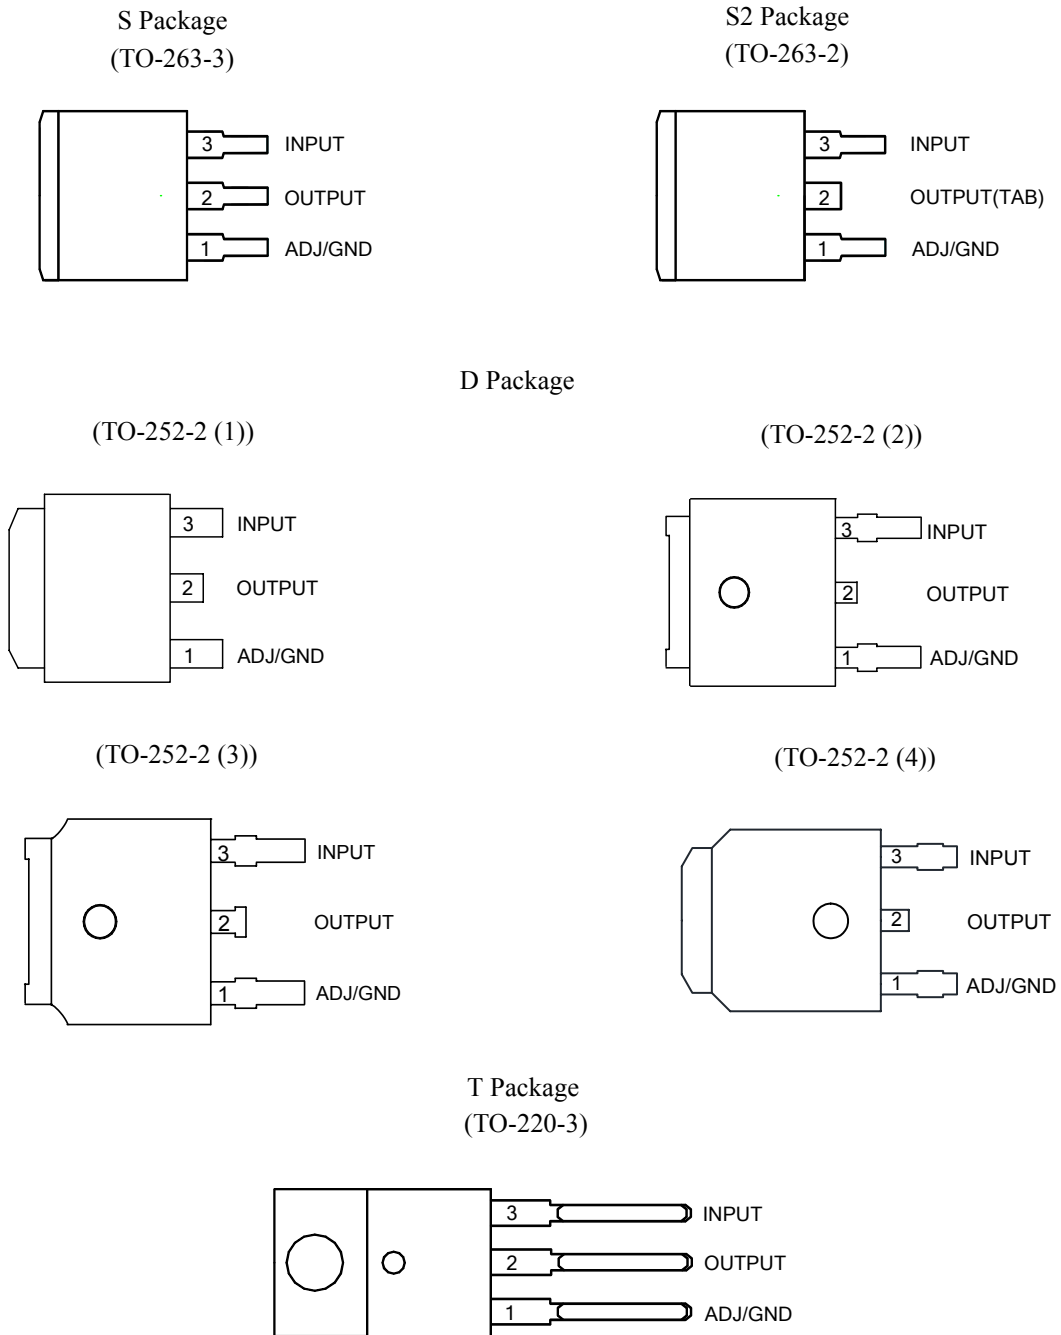 S Package
(TO-263-3)
3 INPUT
2 OUTPUT
1 ADJ/GND
S2 Package
(TO-263-2)
3 INPUT
2 OUTPUT(TAB)
1 ADJ/GND
D Package
(TO-252-2 (1))
3 INPUT
2 OUTPUT
1 ADJ/GND
(TO-252-2 (2))
3 INPUT
2 OUTPUT
1 ADJ/GND
(TO-252-2 (3))
3 INPUT
2 OUTPUT
1 ADJ/GND
(TO-252-2 (4))
3 INPUT
2 OUTPUT
1 ADJ/GND
T Package
(TO-220-3)
3 INPUT
2 OUTPUT
1 ADJ/GND